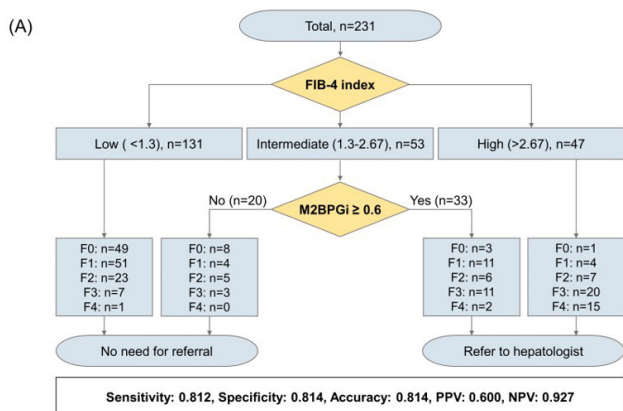 (A)
Total, n=231
FIB-4 index
Low ( <1.3), n=131
Intermediate (1.3-2.67), n=53
High (>2.67), n=47
No (n=20)
M2BPGi ≥ 0.6
Yes (n=33)
F0: n=49
F1: n=51
F2: n=23
F3: n=7
F4: n=1
F0: n=8
F1: n=4
F2: n=5
F3: n=3
F4: n=0
F0: n=3
F1: n=11
F2: n=6
F3: n=11
F4: n=2
F0: n=1
F1: n=4
F2: n=7
F3: n=20
F4: n=15
No need for referral
Refer to hepatologist
Sensitivity: 0.812, Specificity: 0.814, Accuracy: 0.814, PPV: 0.600, NPV: 0.927